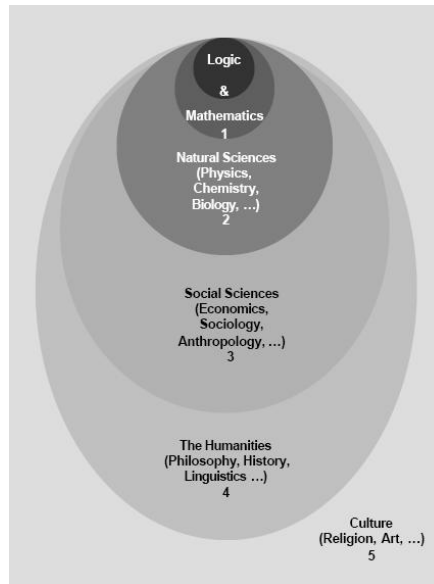 Logic
&
Mathematics
1
Natural Sciences
(Physics,
Chemistry,
Biology, ...)
2
Social Sciences
(Economics,
Sociology,
Anthropology, ...)
3
The Humanities
(Philosophy, History,
Linguistics ...)
4
Culture
(Religion, Art, ...)
5